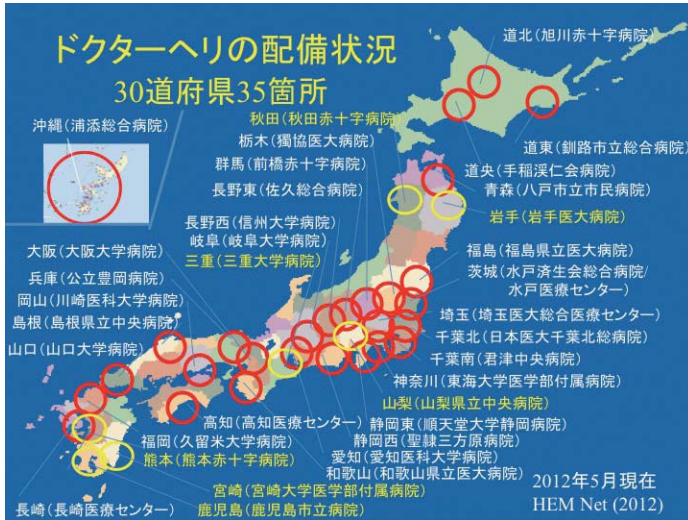 ドクターヘリの配備状況
30道府県35箇所
道北(旭川赤十字病院)
沖縄(浦添総合病院)
秋田(秋田赤十字病院)
栃木(獨協医大病院)
群馬(前橋赤十字病院)
長野東(佐久総合病院)
道東(釧路市立総合病院)
道央(手稲渓仁会病院)
青森(八戸市立市民病院)
岩手(岩手医大病院)
長野西(信州大学病院)
岐阜(岐阜大学病院)
三重(三重大学病院)
大阪(大阪大学病院)
兵庫(公立豊岡病院)
岡山(川崎医科大学病院)
島根(島根県立中央病院)
山口(山口大学病院)
福島(福島県立医大病院)
茨城(水戸済生会総合病院/
水戸医療センター)
埼玉(埼玉医大総合医療センター)
千葉北(日本医大千葉北総病院)
千葉南(君津中央病院)
神奈川(東海大学医学部付属病院)
山梨(山梨県立中央病院)
静岡東(順天堂大学静岡病院)
静岡西(聖隷三方原病院)
愛知(愛知医科大学病院)
和歌山(和歌山県立医大病院)
高知(高知医療センター)
福岡(久留米大学病院)
熊本(熊本赤十字病院)
宮崎(宮崎大学医学部付属病院)
鹿児島(鹿児島市立病院)
長崎(長崎医療センター)
2012年5月現在
HEM Net (2012)